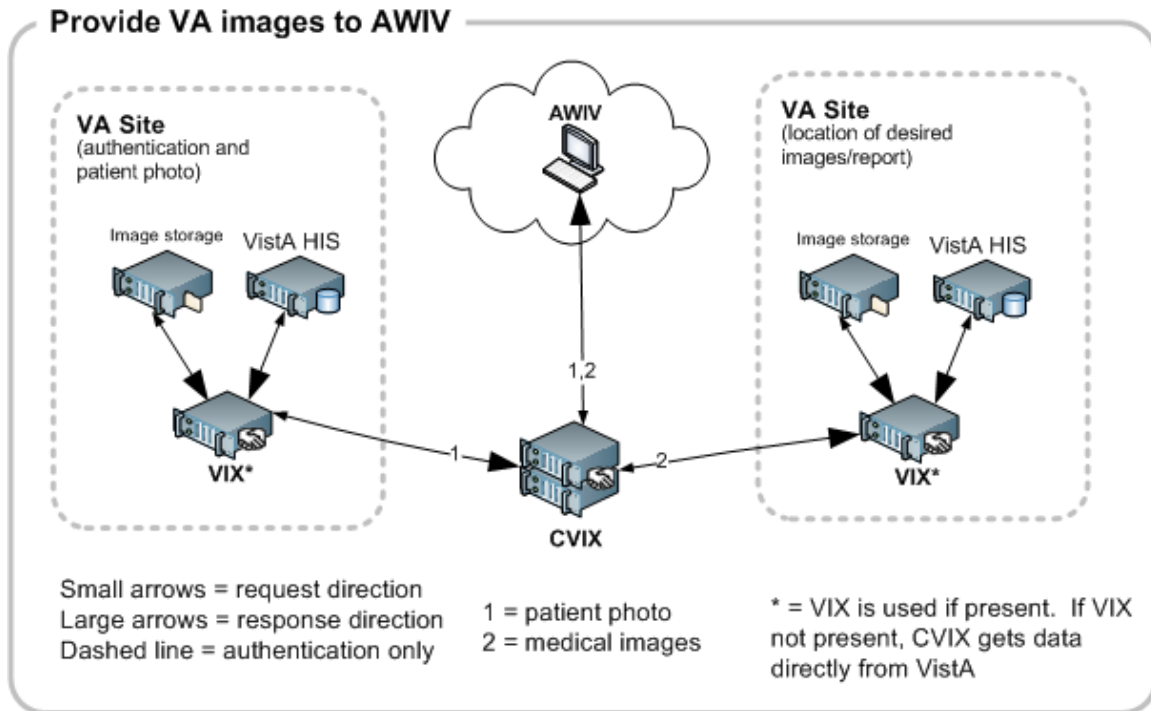 Provide VA images to AWIV
VA Site
(authentication and
patient photo)
Image storage
VistA HIS
VIX*
AWIV
1,2
1
2
CVIX
VA Site
(location of desired
images/report)
Image storage
VistA HIS
VIX*
Small arrows = request direction
Large arrows = response direction
Dashed line = authentication only
1 = patient photo
2 = medical images
* = VIX is used if present.  If VIX
not present, CVIX gets data
directly from VistA